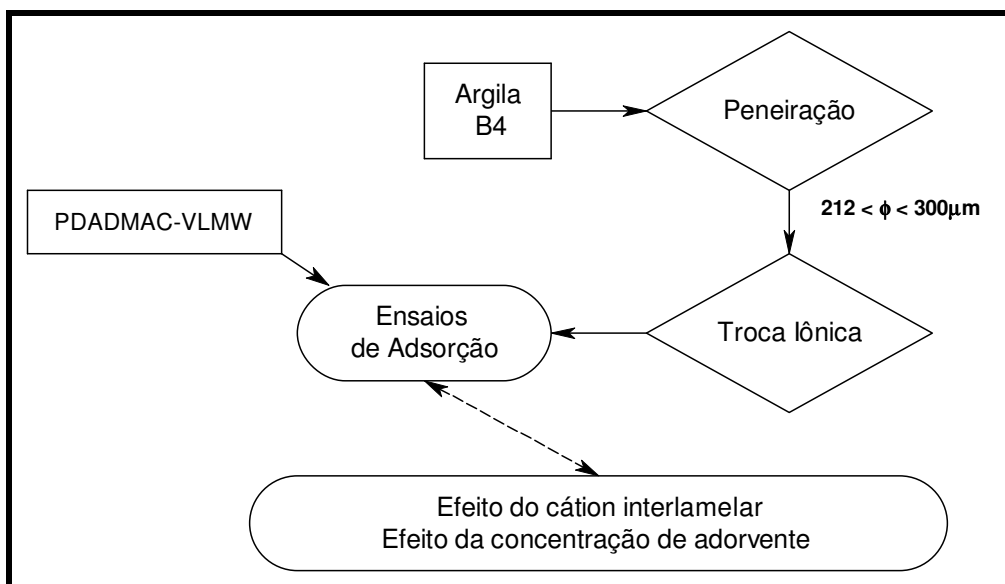 Argila
B4
Peneiração
212 < ϕ < 300µm
PDADMAC-VLMW
Ensaios
de Adsorção
Troca Iônica
Efeito do cátion interlamelar
Efeito da concentração de adorvente